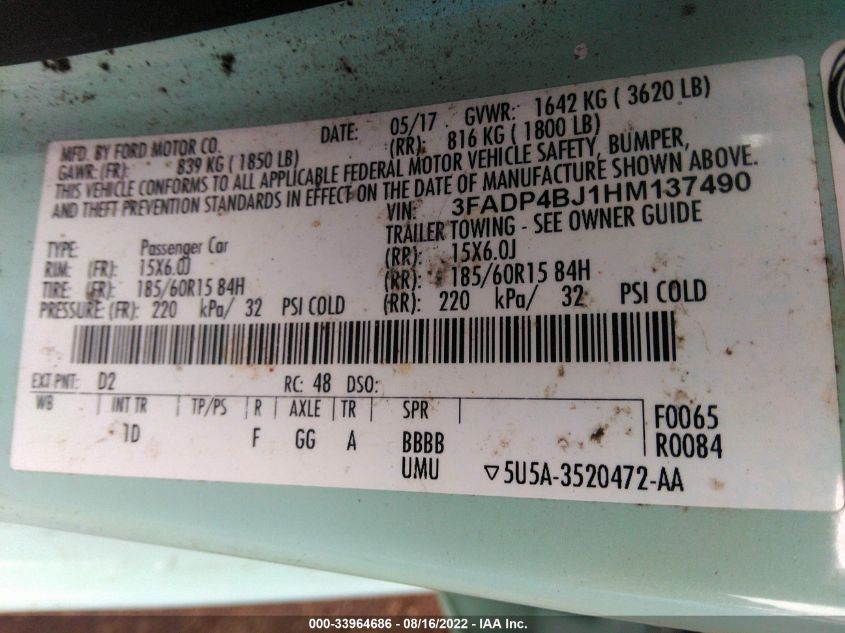 MFD. BY FORD MOTOR CO. DATE: 05/17 GVWR: 1642 KG ( 3620 LB)
GAWR: (FR): 839 KG ( 1850 LB) (RR): 816 KG ( 1800 LB)
THIS VEHICLE CONFORMS TO ALL APPLICABLE FEDERAL MOTOR VEHICLE SAFETY, BUMPER,
AND THEFT PREVENTION STANDARDS IN EFFECT ON THE DATE OF MANUFACTURE SHOWN ABOVE.
VIN: 3FADP4BJ1HM137490
TYPE: Passenger Car TRAILER TOWING - SEE OWNER GUIDE
RIM: (FR): 15X6.0J (RR): 15X6.0J
TIRE: (FR): 185/60R15 84H (RR): 185/60R15 84H
PRESSURE: (FR): 220 kPa/ 32 PSI COLD (RR): 220 kPa/ 32 PSI COLD
EXT PNT: D2 RC: 48 DSO:
WB INT TR TP/PS R AXLE TR SPR F0065
1D F GG A BBBB R0084
UMU ▽5U5A-3520472-AA
000-33964686 - 08/16/2022 - IAA Inc.